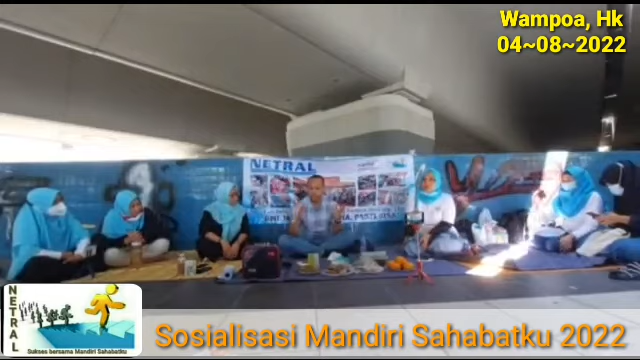 Wampoa, Hk
04~08~2022
NETRAL
NETRAL
Sukses bersama Mandiri Sahabatku
Sosialisasi Mandiri Sahabatku 2022